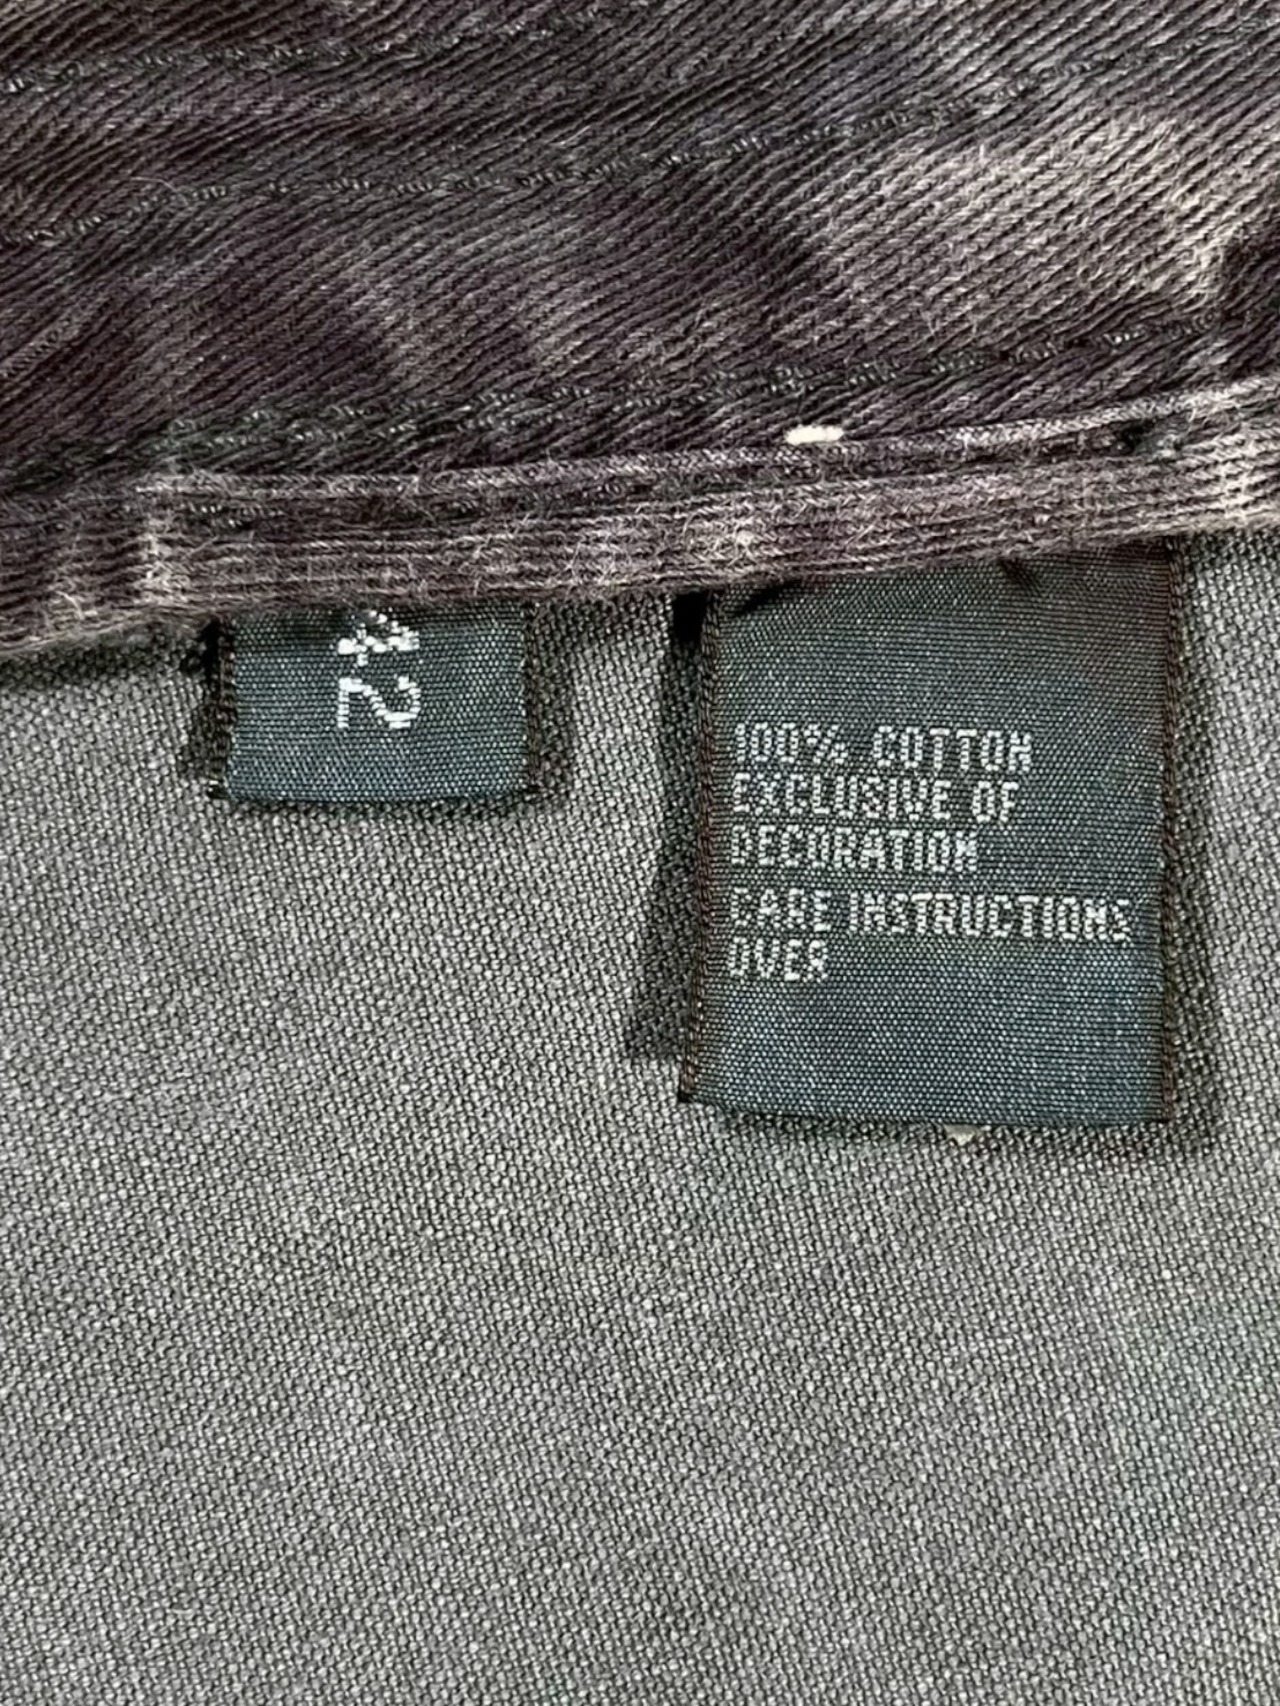 42
100% COTTON
EXCLUSIVE OF
DECORATION
CARE INSTRUCTIONS
OVER